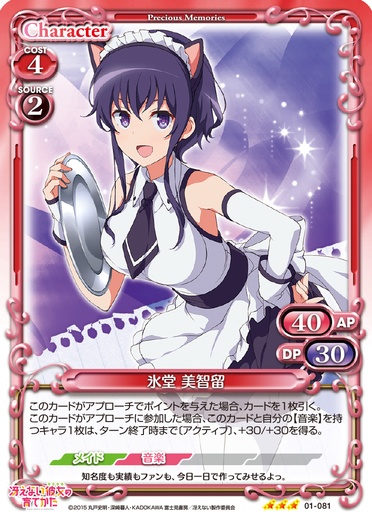 Precious Memories
Character
COST
4
SOURCE
2
40 AP
DP 30
氷堂 美智留
このカードがアプローチでポイントを与えた場合、カードを1枚引く。
このカードがアプローチに参加した場合、このカードと自分の【音楽】を持
つキャラ1枚は、ターン終了時まで〔アクティブ〕、+30/+30を得る。
メイド 音楽
知名度も実績もファンも、今日一日で作ってみせるよっ。
冴えない彼女の
育てかた
01-081
©2015 丸戸史明・深崎暮人・KADOKAWA 富士見書房／冴えない製作委員会